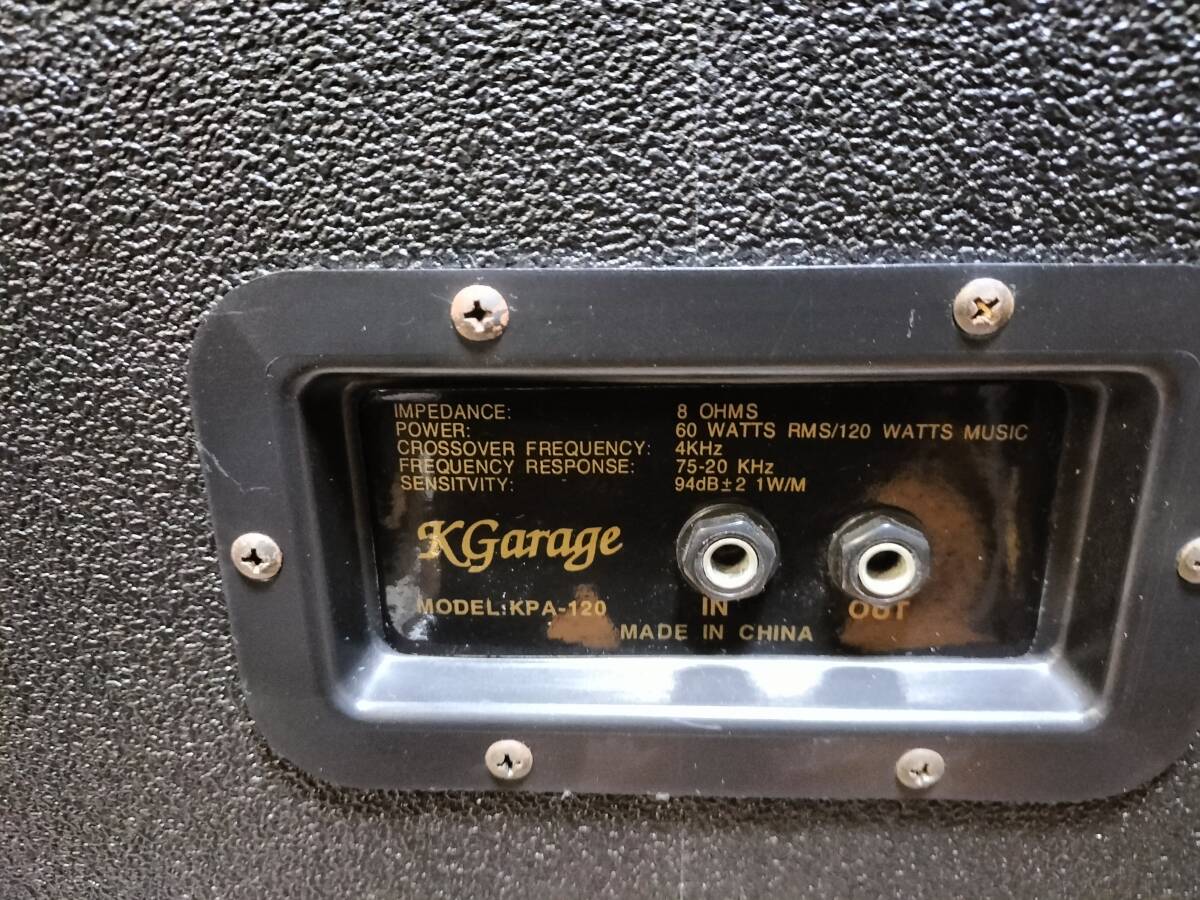 IMPEDANCE: 8 OHMS
POWER: 60 WATTS RMS/120 WATTS MUSIC
CROSSOVER FREQUENCY: 4KHz
FREQUENCY RESPONSE: 75-20 KHz
SENSITVITY: 94dB±2 1W/M
KGarage
MODEL:KPA-120 IN OUT
MADE IN CHINA